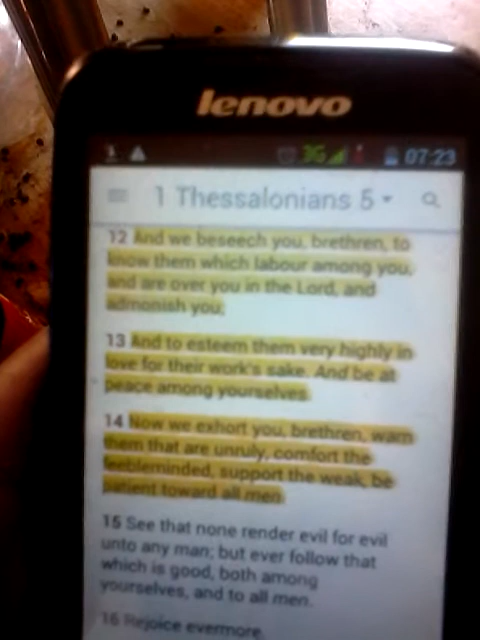 lenovo
3G 07:23
1 Thessalonians 5
12 And we beseech you, brethren, to
know them which labour among you,
and are over you in the Lord, and
admonish you;
13 And to esteem them very highly in
love for their work's sake. And be at
peace among yourselves.
14 Now we exhort you, brethren, warn
them that are unruly, comfort the
feebleminded, support the weak, be
patient toward all men.
15 See that none render evil for evil
unto any man; but ever follow that
which is good, both among
yourselves, and to all men.
16 Rejoice evermore.